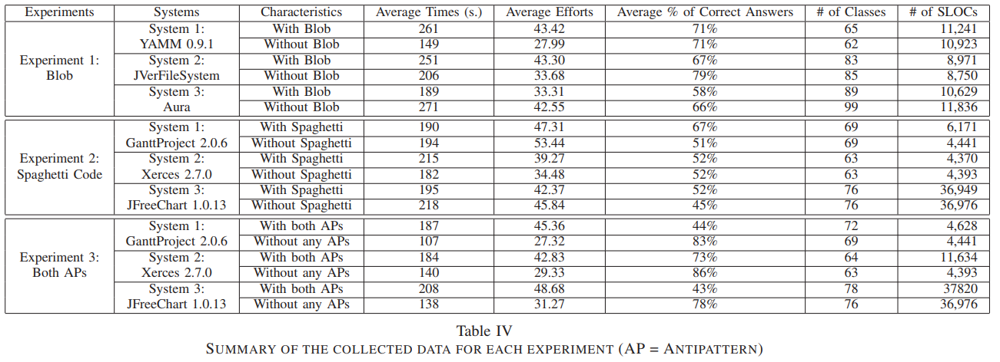 Experiments Systems Characteristics Average Times (s.) Average Efforts Average % of Correct Answers # of Classes # of SLOCs
Experiment 1: Blob System 1: YAMM 0.9.1 With Blob 261 43.42 71% 65 11,241
Without Blob 149 27.99 71% 62 10,923
System 2: JVerFileSystem With Blob 251 43.30 67% 83 8,971
Without Blob 206 33.68 79% 85 8,750
System 3: Aura With Blob 189 33.31 58% 89 10,629
Without Blob 271 42.55 66% 99 11,836
Experiment 2: Spaghetti Code System 1: GanttProject 2.0.6 With Spaghetti 190 47.31 67% 69 6,171
Without Spaghetti 194 53.44 51% 69 4,441
System 2: Xerces 2.7.0 With Spaghetti 215 39.27 52% 63 4,370
Without Spaghetti 182 34.48 52% 63 4,393
System 3: JFreeChart 1.0.13 With Spaghetti 195 42.37 52% 76 36,949
Without Spaghetti 218 45.84 45% 76 36,976
Experiment 3: Both APs System 1: GanttProject 2.0.6 With both APs 187 45.36 44% 72 4,628
Without any APs 107 27.32 83% 69 4,441
System 2: Xerces 2.7.0 With both APs 184 42.83 73% 64 11,634
Without any APs 140 29.33 86% 63 4,393
System 3: JFreeChart 1.0.13 With both APs 208 48.68 43% 78 37820
Without any APs 138 31.27 78% 76 36,976
Table IV
SUMMARY OF THE COLLECTED DATA FOR EACH EXPERIMENT (AP = ANTIPATTERN)